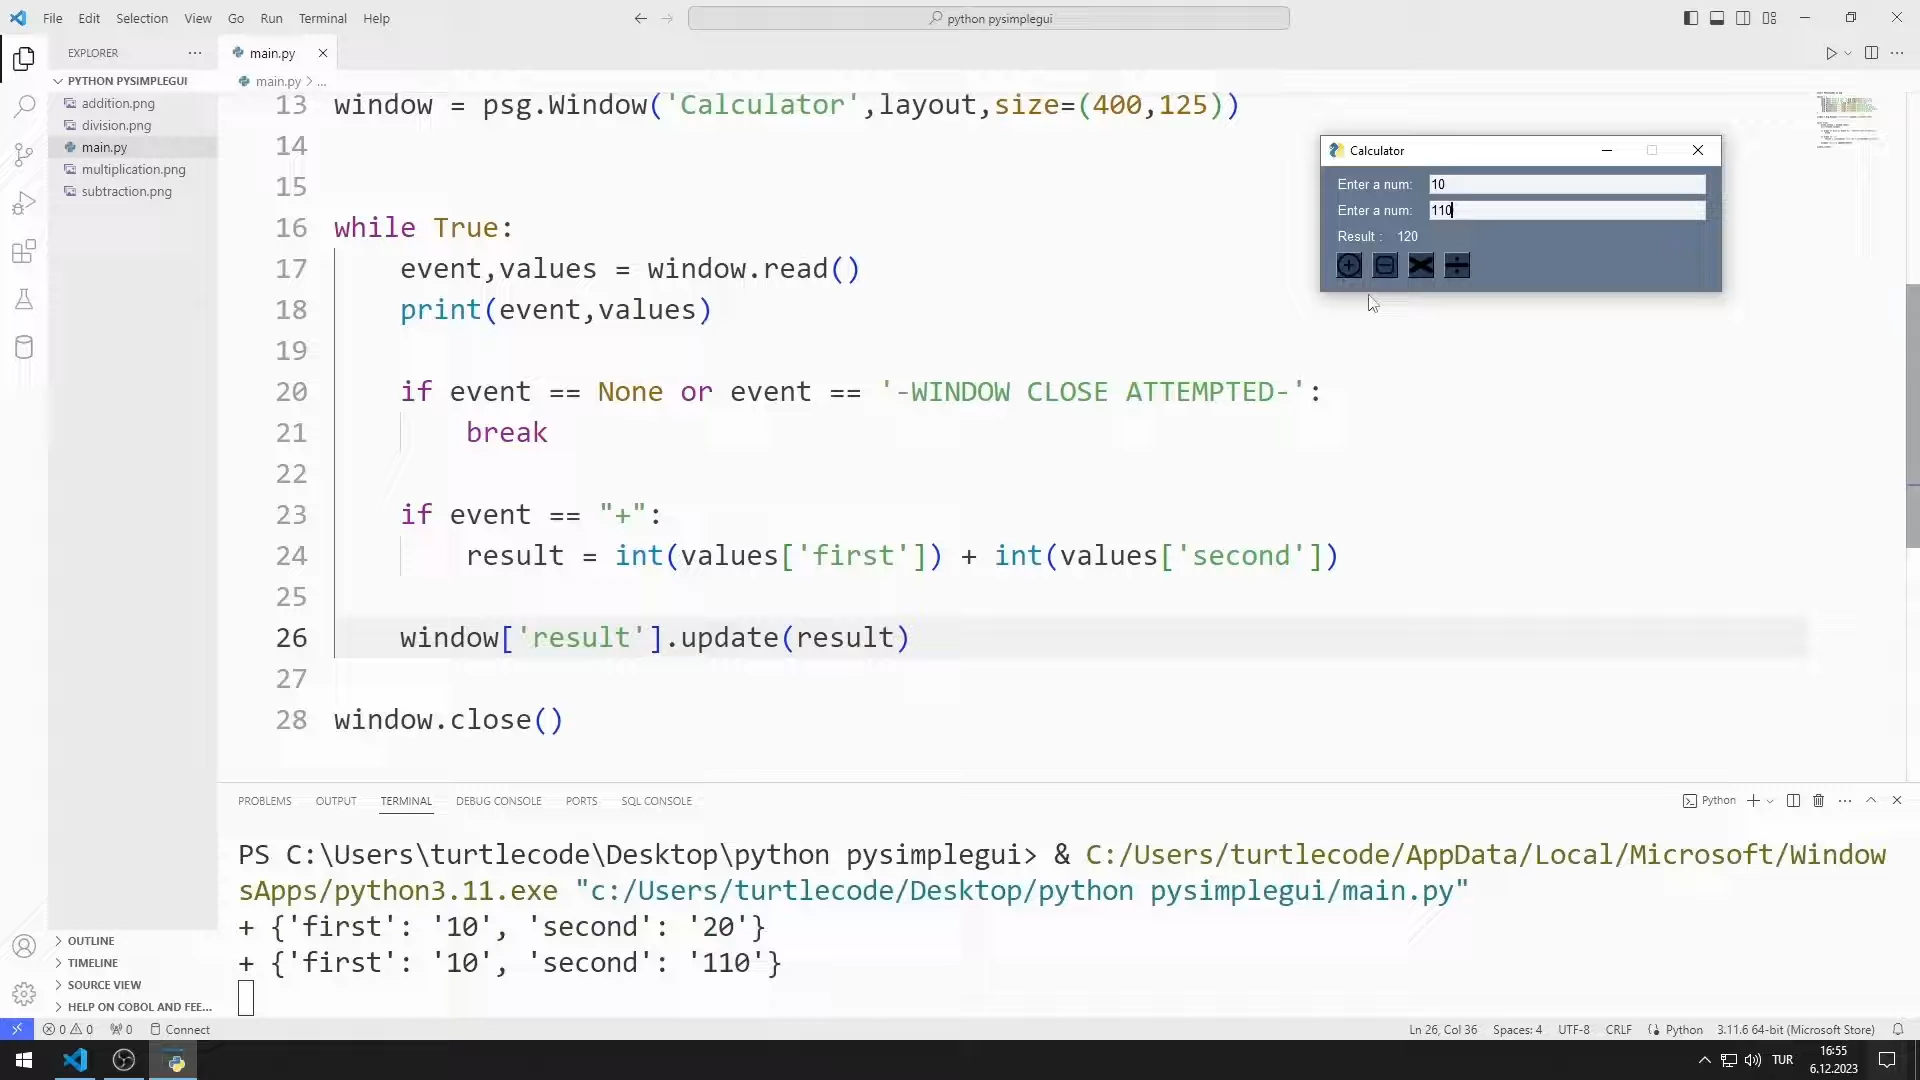 File Edit Selection View Go Run Terminal Help
python pysimplegui
EXPLORER
main.py
PYTHON PYSIMPLEGUI
addition.png
division.png
main.py
multiplication.png
subtraction.png
main.py > ...
13 window = psg.Window('Calculator',layout,size=(400,125))
14
15
16 while True:
17 event,values = window.read()
18 print(event,values)
19
20 if event == None or event == '-WINDOW CLOSE ATTEMPTED-':
21 break
22
23 if event == "+":
24 result = int(values['first']) + int(values['second'])
25
26 window['result'].update(result)
27
28 window.close()
Calculator
Enter a num: 10
Enter a num: 110
Result : 120
PROBLEMS OUTPUT TERMINAL DEBUG CONSOLE PORTS SQL CONSOLE
Python
PS C:\Users\turtlecode\Desktop\python pysimplegui> & C:/Users/turtlecode/AppData/Local/Microsoft/Window
sApps/python3.11.exe "c:/Users/turtlecode/Desktop/python pysimplegui/main.py"
+ {'first': '10', 'second': '20'}
+ {'first': '10', 'second': '110'}
OUTLINE
TIMELINE
SOURCE VIEW
HELP ON COBOL AND FEE...
0 0 0 Connect
Ln 26, Col 36 Spaces: 4 UTF-8 CRLF Python 3.11.6 64-bit (Microsoft Store)
TUR
16:55
6.12.2023